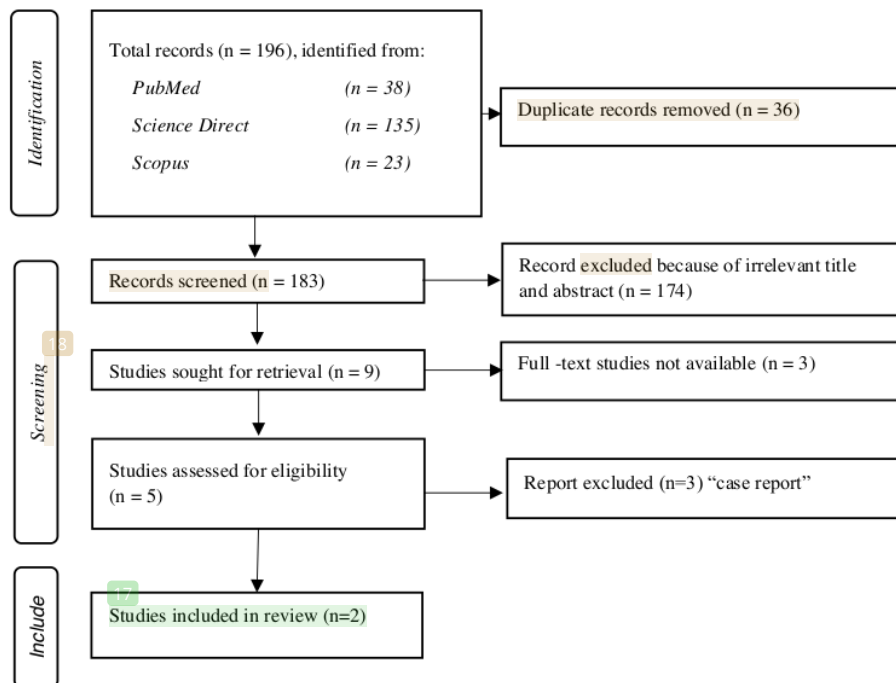 Identification
Total records (n = 196), identified from:
PubMed (n = 38)
Science Direct (n = 135)
Scopus (n = 23)
Duplicate records removed (n = 36)
Screening
18
Records screened (n = 183)
Record excluded because of irrelevant title
and abstract (n = 174)
Studies sought for retrieval (n = 9)
Full -text studies not available (n = 3)
Studies assessed for eligibility
(n = 5)
Report excluded (n=3) “case report”
Include
17
Studies included in review (n=2)